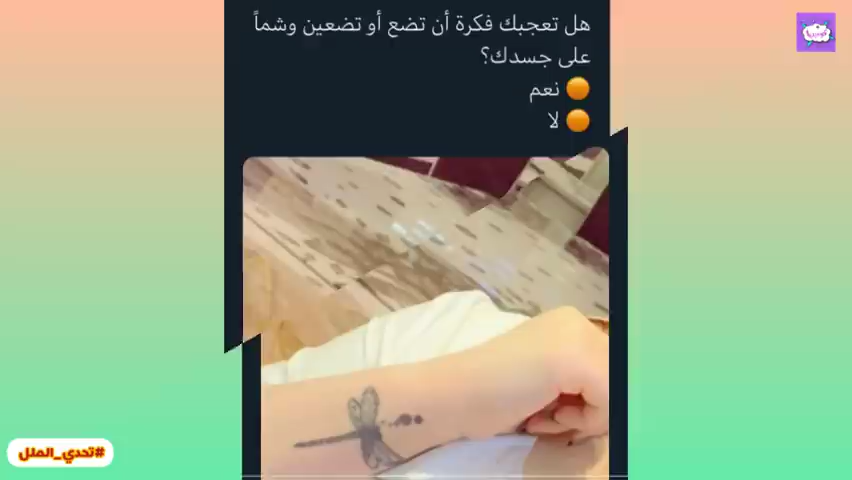 هل تعجبك فكرة أن تضع أو تضعين وشماً
على جسدك؟
نعم
لا
#تحدي_الملل